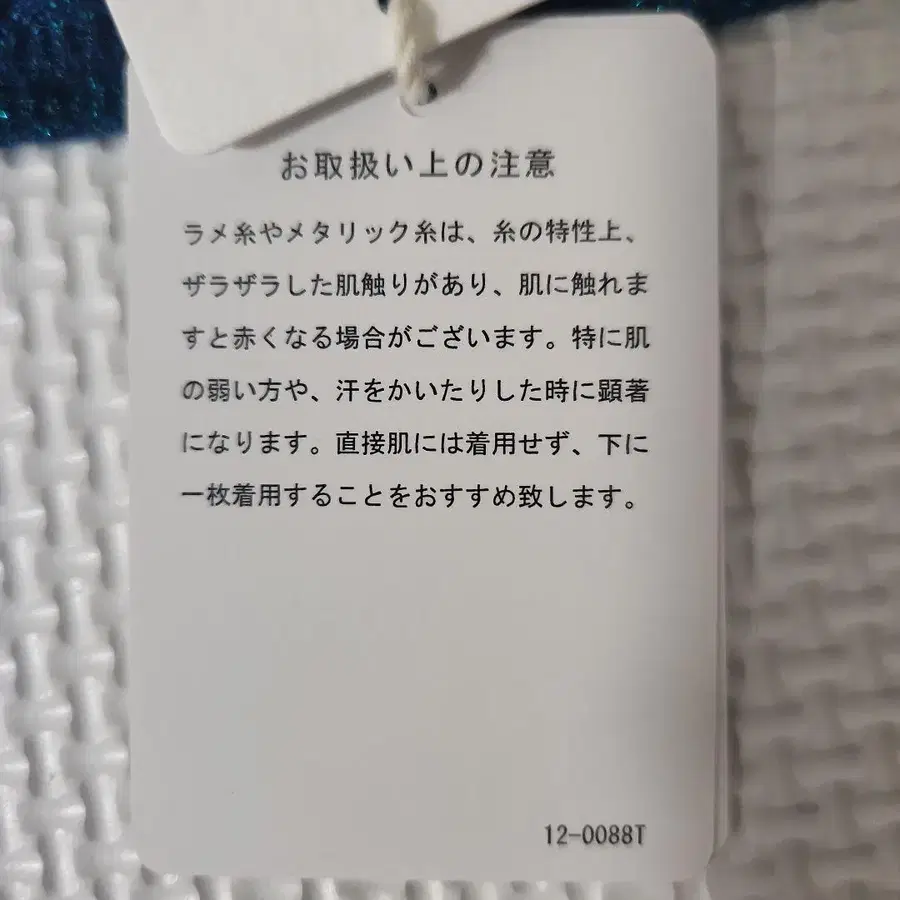 お取扱い上の注意
ラメ糸やメタリック糸は、糸の特性上、
ザラザラした肌触りがあり、肌に触れま
すと赤くなる場合がございます。特に肌
の弱い方や、汗をかいたりした時に顕著
になります。直接肌には着用せず、下に
一枚着用することをおすすめ致します。
12-0088T